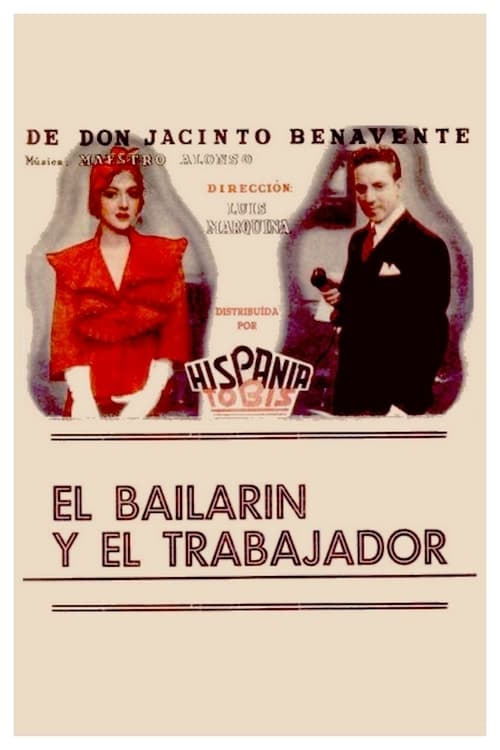 DE DON JACINTO BENAVENTE
Música: MAESTRO ALONSO
DIRECCIÓN:
LUIS
MARQUINA
DISTRIBUÍDA
POR
HISPANIA
TOBIS
EL BAILARIN
Y EL TRABAJADOR